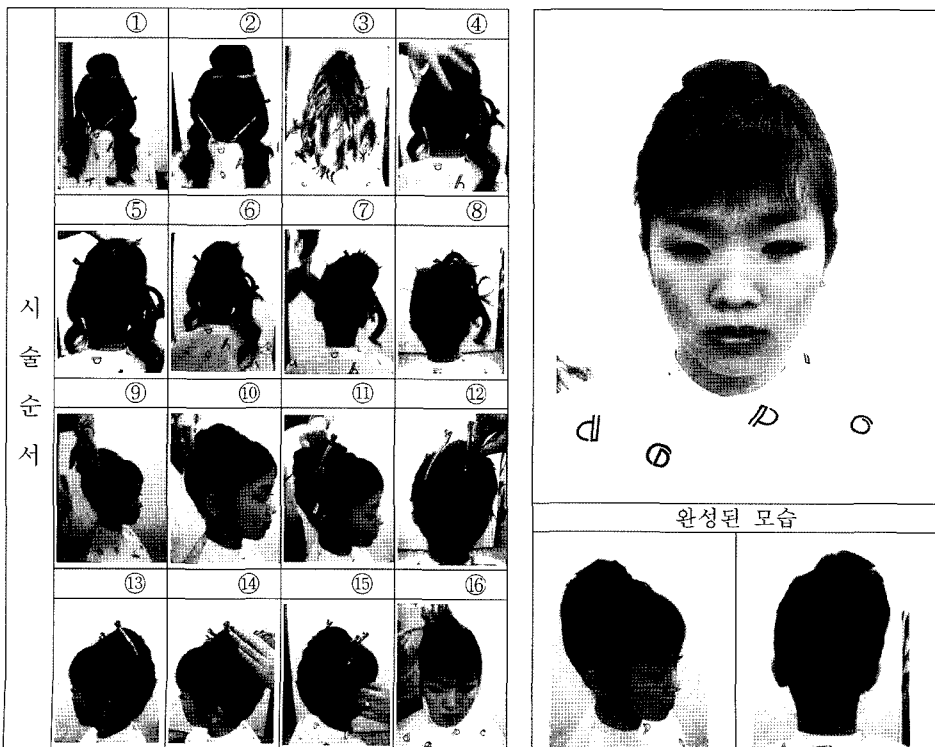 ① ② ③ ④
⑤ ⑥ ⑦ ⑧
시술순서
⑨ ⑩ ⑪ ⑫
완성된 모습
⑬ ⑭ ⑮ ⑯